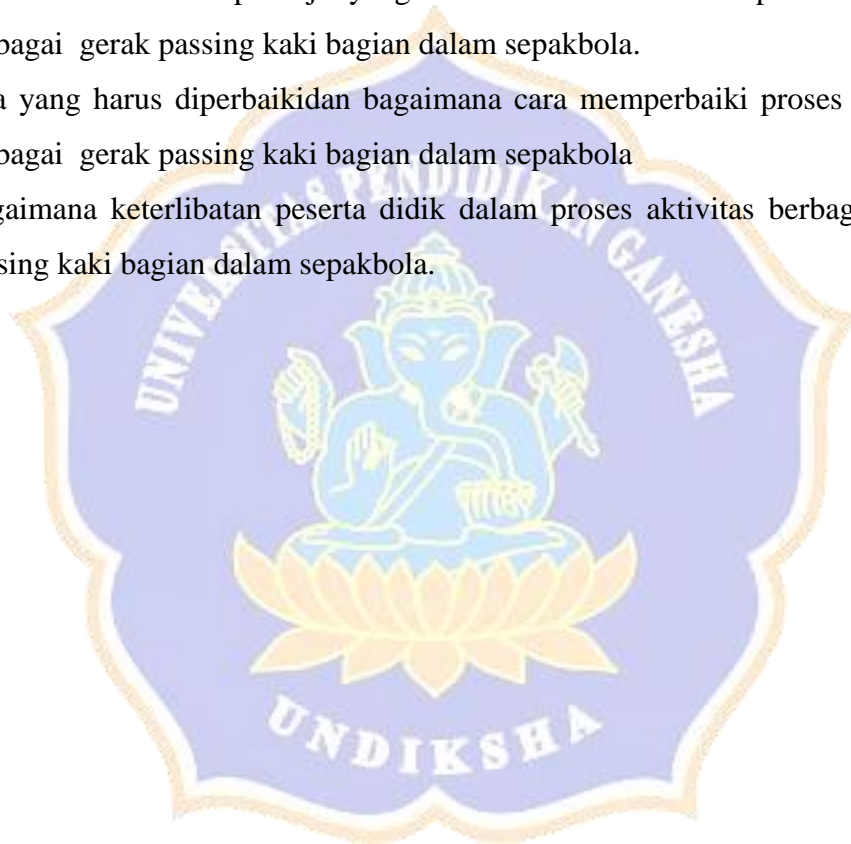 bagai gerak passing kaki bagian dalam sepakbola.
a yang harus diperbaikidan bagaimana cara memperbaiki proses
bagai gerak passing kaki bagian dalam sepakbola
gaimana keterlibatan peserta didik dalam proses aktivitas berbag
sing kaki bagian dalam sepakbola.
UNIVERSITAS PENDIDIKAN GANESHA
UNDIKSHA